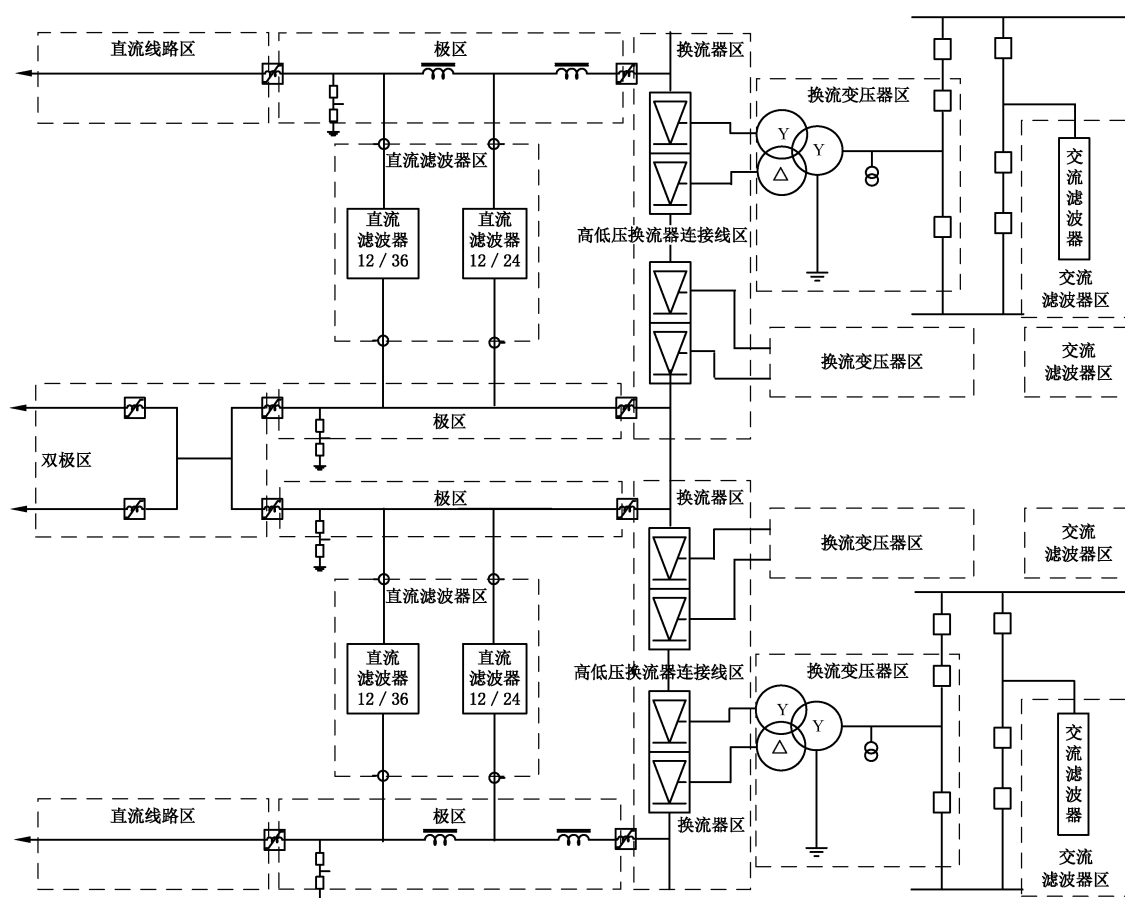 直流线路区
极区
换流器区
换流变压器区
Y
Y
△
交流滤波器
交流
滤波器区
直流滤波器区
直流
滤波器
12/36
直流
滤波器
12/24
高低压换流器连接线区
换流变压器区
交流
滤波器区
双极区
极区
极区
换流器区
换流变压器区
交流
滤波器区
直流滤波器区
直流
滤波器
12/36
直流
滤波器
12/24
高低压换流器连接线区
换流变压器区
Y
Y
△
交流滤波器
交流
滤波器区
直流线路区
极区
换流器区